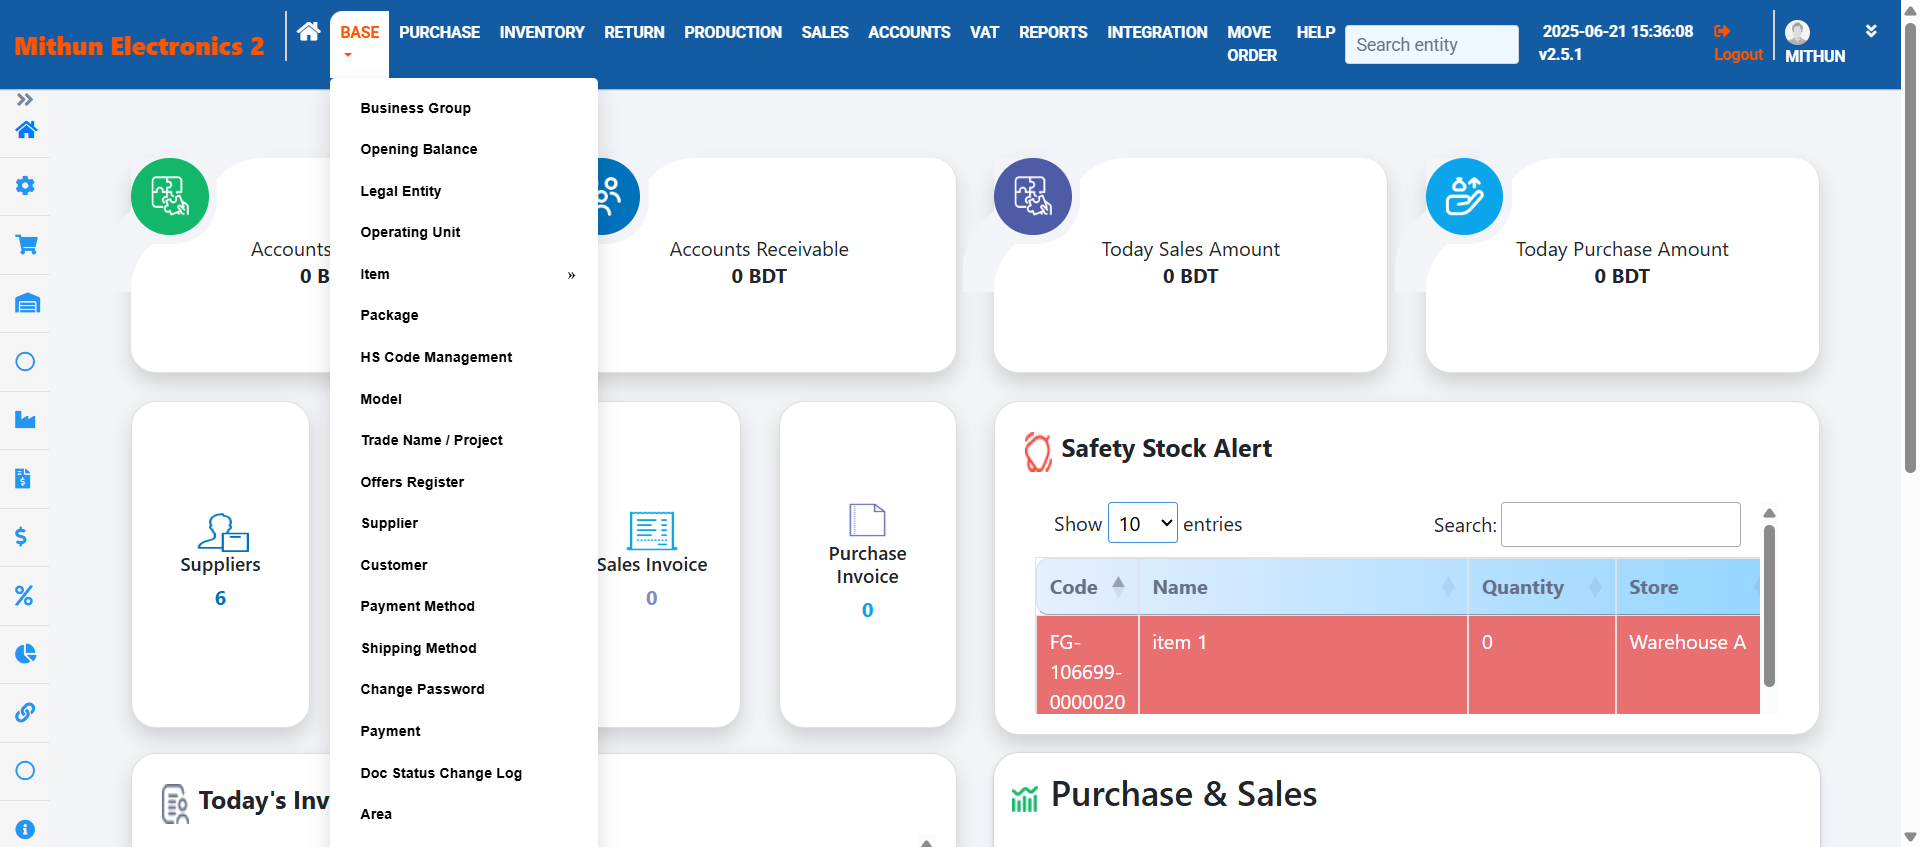 Mithun Electronics 2
BASE
PURCHASE
INVENTORY
RETURN
PRODUCTION
SALES
ACCOUNTS
VAT
REPORTS
INTEGRATION
MOVE
ORDER
HELP
Search entity
2025-06-21 15:36:08
v2.5.1
Logout
MITHUN
Business Group
Opening Balance
Legal Entity
Operating Unit
Item »
Package
HS Code Management
Model
Trade Name / Project
Offers Register
Supplier
Customer
Payment Method
Shipping Method
Change Password
Payment
Doc Status Change Log
Area
Accounts
0 B
Accounts Receivable
0 BDT
Today Sales Amount
0 BDT
Today Purchase Amount
0 BDT
Suppliers
6
Sales Invoice
0
Purchase
Invoice
0
Safety Stock Alert
Show 10 entries
Search:
Code Name Quantity Store
FG-
106699-
0000020
item 1
0
Warehouse A
Today's Inv
Purchase & Sales